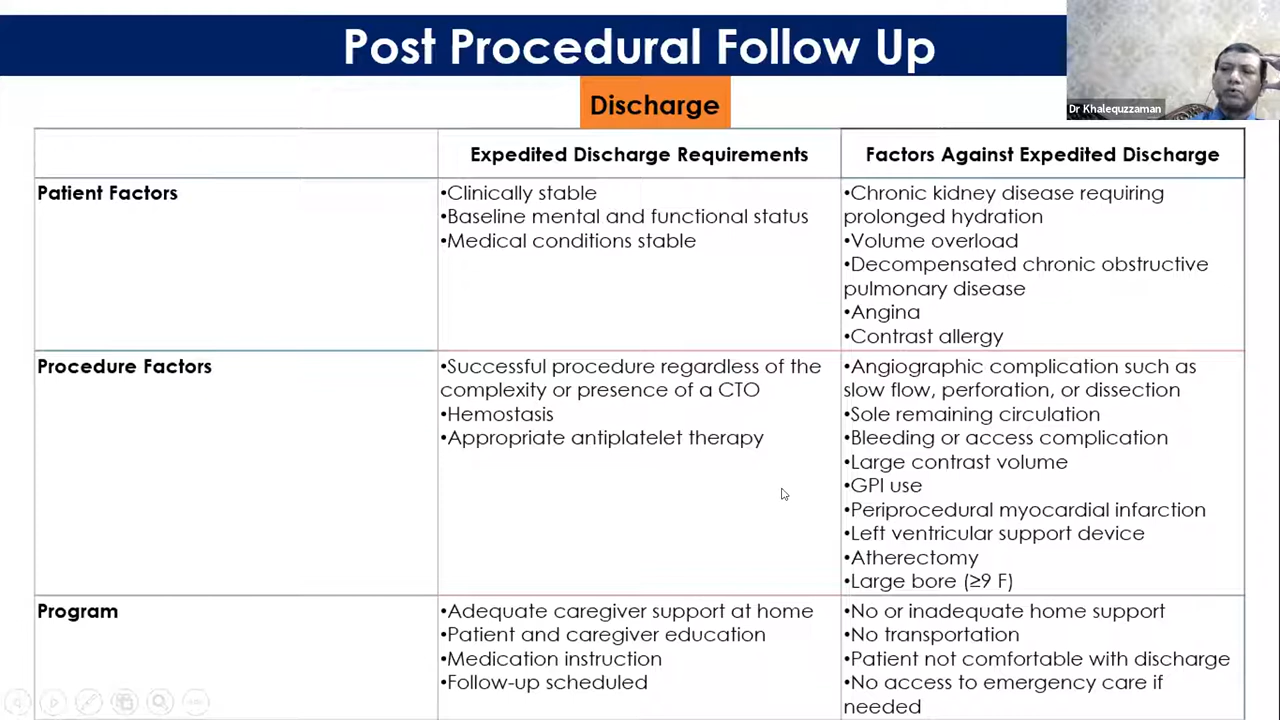 Post Procedural Follow Up
Dr Khalequzzaman
Discharge
Expedited Discharge Requirements
Factors Against Expedited Discharge
Patient Factors
•Clinically stable
•Baseline mental and functional status
•Medical conditions stable
•Chronic kidney disease requiring
prolonged hydration
•Volume overload
•Decompensated chronic obstructive
pulmonary disease
•Angina
•Contrast allergy
Procedure Factors
•Successful procedure regardless of the
complexity or presence of a CTO
•Hemostasis
•Appropriate antiplatelet therapy
•Angiographic complication such as
slow flow, perforation, or dissection
•Sole remaining circulation
•Bleeding or access complication
•Large contrast volume
•GPI use
•Periprocedural myocardial infarction
•Left ventricular support device
•Atherectomy
•Large bore (≥9 F)
Program
•Adequate caregiver support at home
•Patient and caregiver education
•Medication instruction
•Follow-up scheduled
•No or inadequate home support
•No transportation
•Patient not comfortable with discharge
•No access to emergency care if
needed